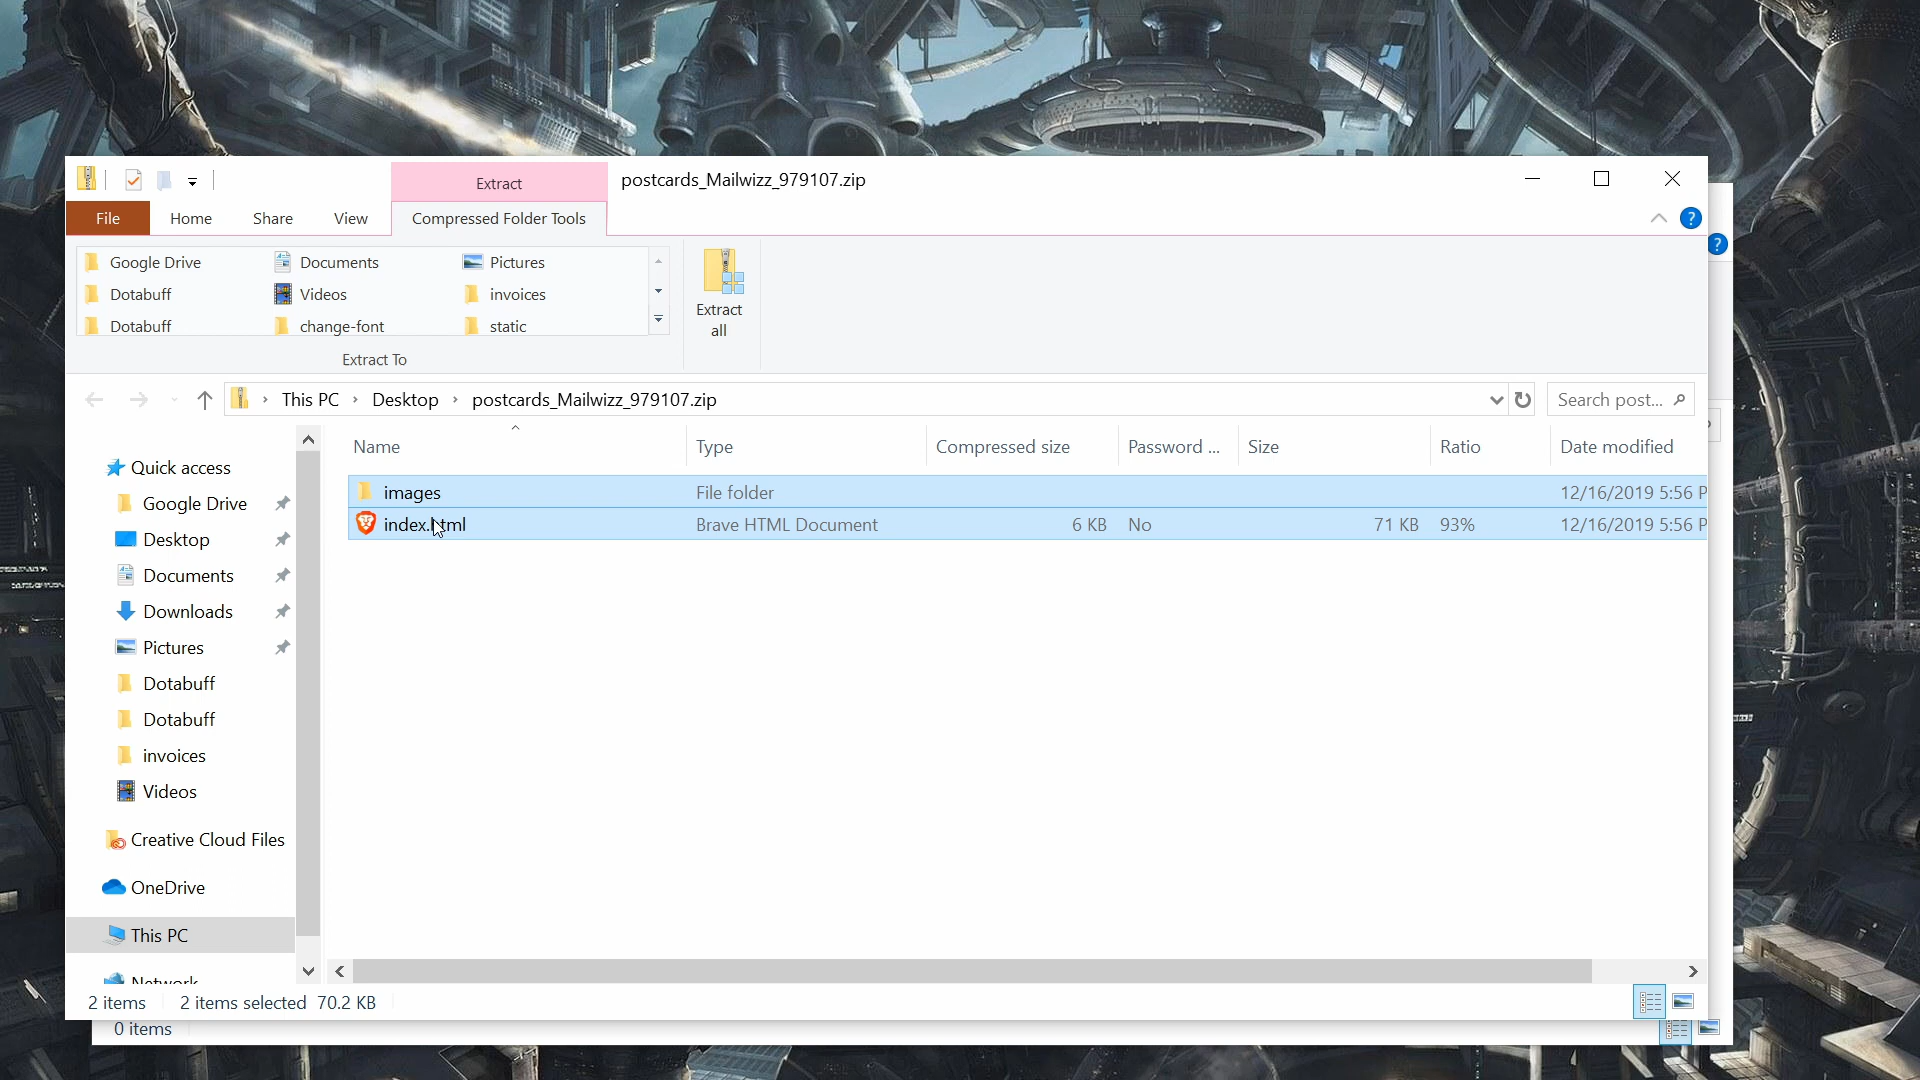 Extract
postcards_Mailwizz_979107.zip
File
Home
Share
View
Compressed Folder Tools
?
?
Google Drive
Documents
Pictures
Dotabuff
Videos
invoices
Dotabuff
change-font
static
Extract To
Extract
all
This PC > Desktop > postcards_Mailwizz_979107.zip
Search post...
Name
Type
Compressed size
Password ...
Size
Ratio
Date modified
images
File folder
12/16/2019 5:56 P
index.html
Brave HTML Document
6 KB
No
71 KB
93%
12/16/2019 5:56 P
Quick access
Google Drive
Desktop
Documents
Downloads
Pictures
Dotabuff
Dotabuff
invoices
Videos
Creative Cloud Files
OneDrive
This PC
Network
2 items
2 items selected 70.2 KB
0 items